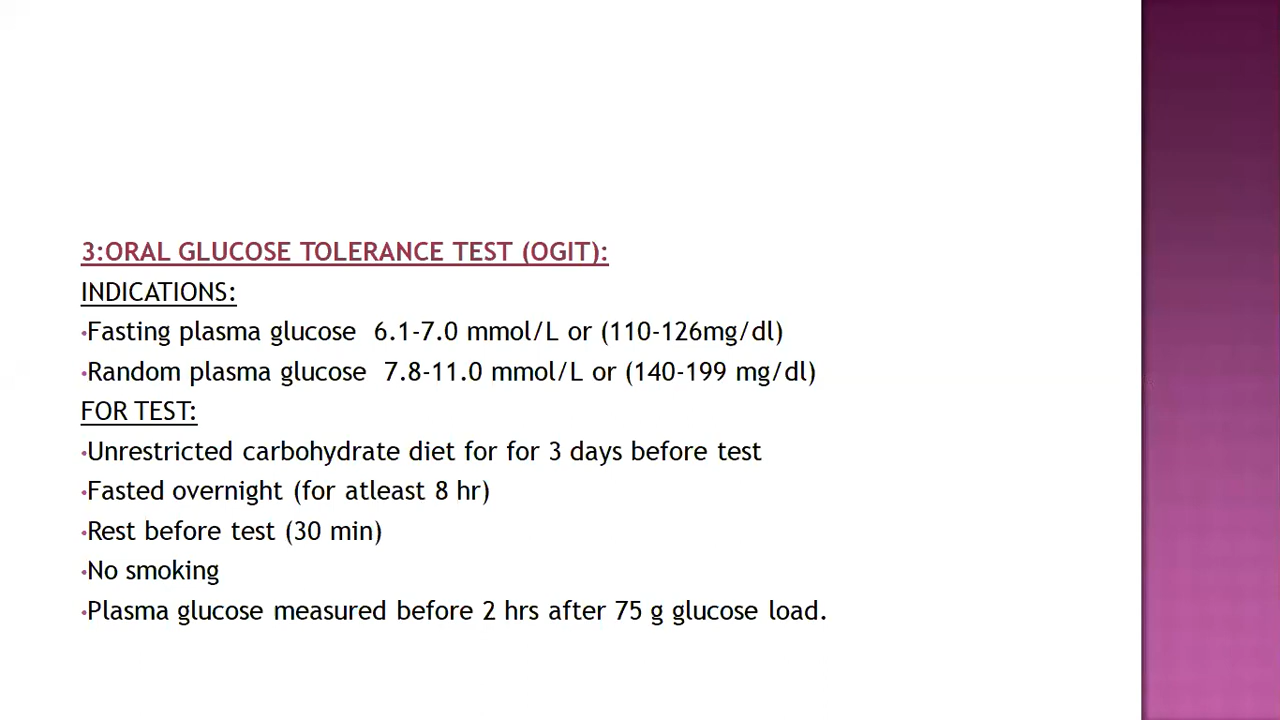 3:ORAL GLUCOSE TOLERANCE TEST (OGIT):
INDICATIONS:
•Fasting plasma glucose  6.1-7.0 mmol/L or (110-126mg/dl)
•Random plasma glucose  7.8-11.0 mmol/L or (140-199 mg/dl)
FOR TEST:
•Unrestricted carbohydrate diet for for 3 days before test
•Fasted overnight (for atleast 8 hr)
•Rest before test (30 min)
•No smoking
•Plasma glucose measured before 2 hrs after 75 g glucose load.